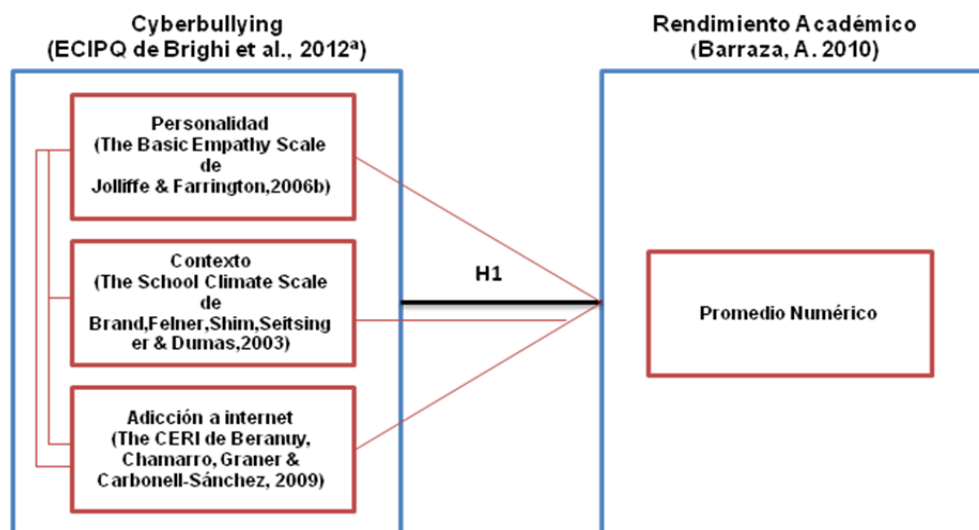 Cyberbullying
(ECIPQ de Brighi et al., 2012ª)
Personalidad
(The Basic Empathy Scale
de
Jolliffe & Farrington,2006b)
Contexto
(The School Climate Scale
de
Brand,Felner,Shim,Seitsing
er & Dumas,2003)
Adicción a internet
(The CERI de Beranuy,
Chamarro, Graner &
Carbonell-Sánchez, 2009)
H1
Rendimiento Académico
(Barraza, A. 2010)
Promedio Numérico